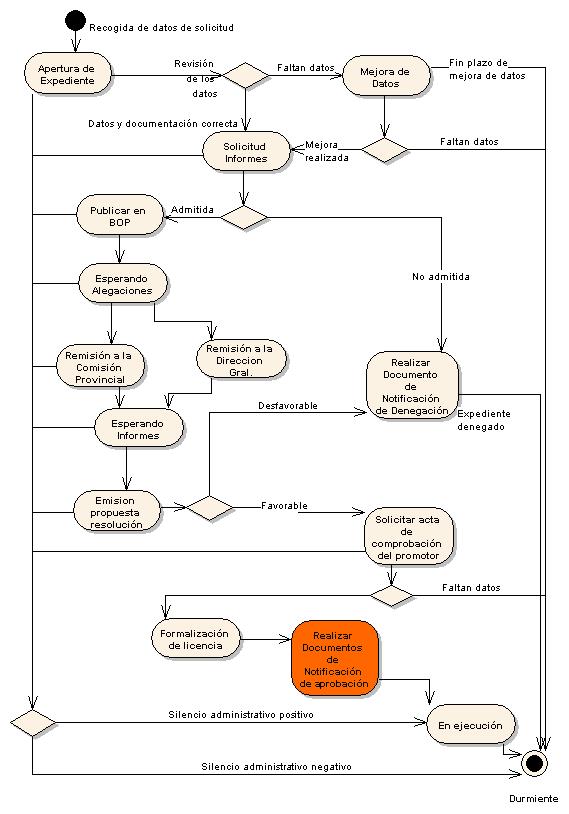 Recogida de datos de solicitud
Apertura de
Expediente
Revisión
de los
datos
Faltan datos
Mejora de
Datos
Fin plazo de
mejora de datos
Datos y documentación correcta
Solicitud
Informes
Mejora
realizada
Faltan datos
Publicar en
BOP
Admitida
No admitida
Esperando
Alegaciones
Remisión a la
Comisión
Provincial
Remisión a la
Direccion
Gral.
Realizar
Documento
de
Notificación
de Denegación
Esperando
Informes
Desfavorable
Expediente
denegado
Emision
propuesta
resolución
Favorable
Solicitar acta
de
comprobación
del promotor
Faltan datos
Formalización
de licencia
Realizar
Documentos
de
Notificación
de aprobación
Silencio administrativo positivo
En ejecución
Silencio administrativo negativo
Durmiente